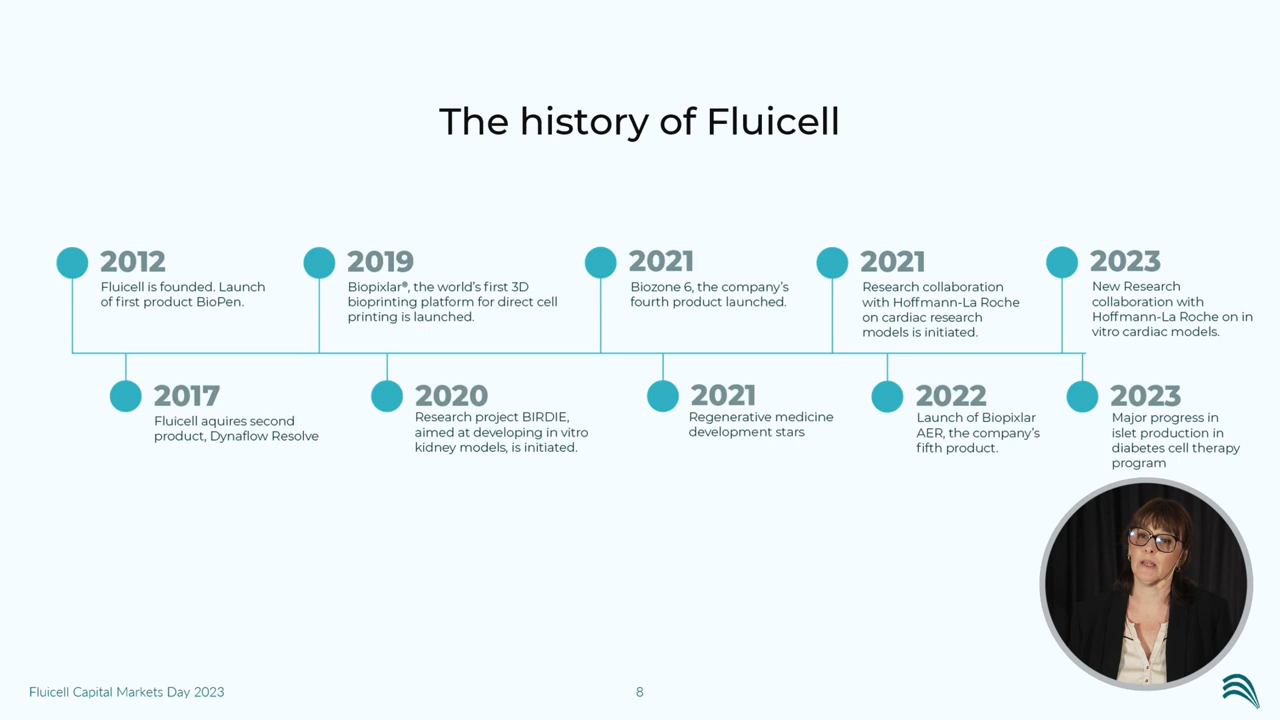 The history of Fluicell
2012
Fluicell is founded. Launch
of first product BioPen.
2019
Biopixlar®, the world's first 3D
bioprinting platform for direct cell
printing is launched.
2021
Biozone 6, the company's
fourth product launched.
2021
Research collaboration
with Hoffmann-La Roche
on cardiac research
models is initiated.
2023
New Research
collaboration with
Hoffmann-La Roche on in
vitro cardiac models.
2017
Fluicell aquires second
product, Dynaflow Resolve
2020
Research project BIRDIE,
aimed at developing in vitro
kidney models, is initiated.
2021
Regenerative medicine
development stars
2022
Launch of Biopixlar
AER, the company's
fifth product.
2023
Major progress in
islet production in
diabetes cell therapy
program
Fluicell Capital Markets Day 2023
8